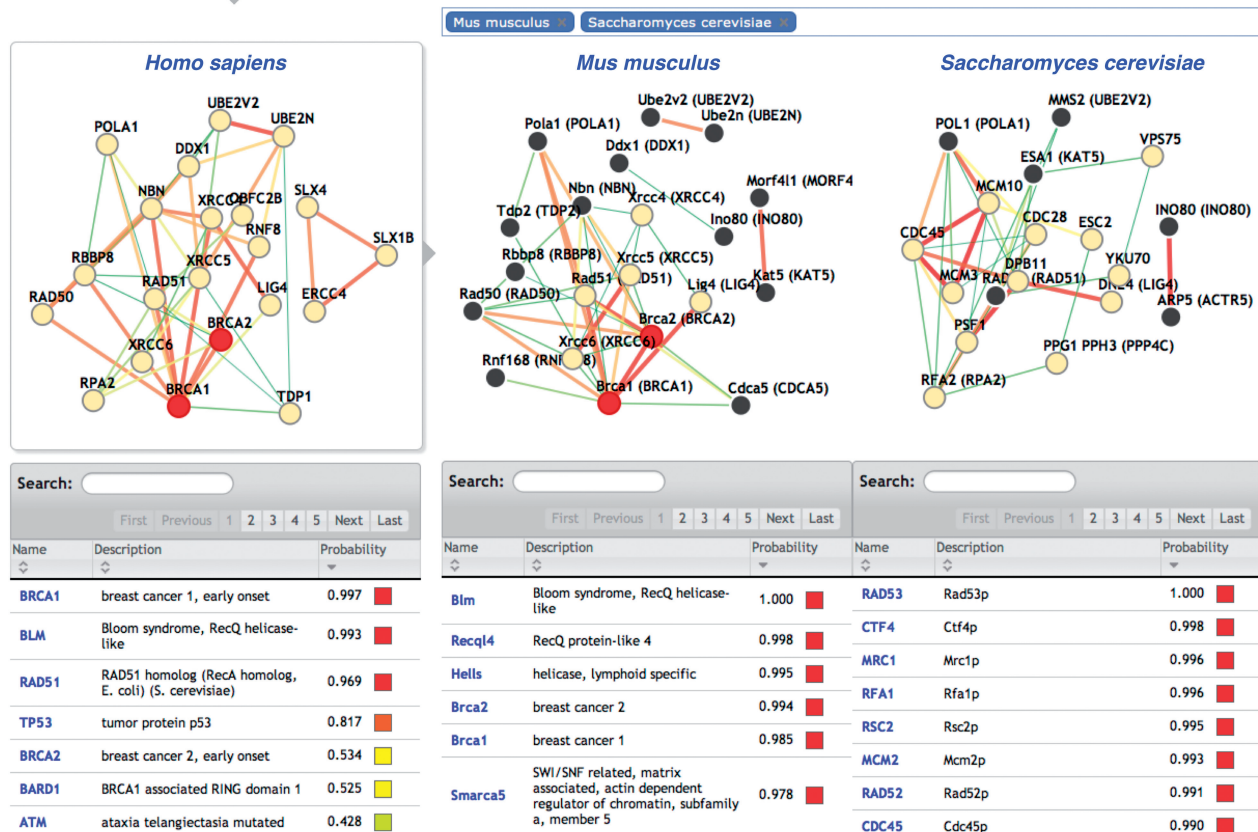 Mus musculus × Saccharomyces cerevisiae ×
Homo sapiens
UBE2V2
UBE2N
POLA1
DDX1
NBN
OBFC2B
SLX4
RNF8
SLX1B
RBBP8
XRCC5
RAD50
RAD51
LIG4
ERCC4
BRCA2
XRCC6
RPA2
BRCA1
TDP1
Mus musculus
Ube2v2 (UBE2V2)
Ube2n (UBE2N)
Pola1 (POLA1)
Ddx1 (DDX1)
Nbn (NBN)
Xrcc4 (XRCC4)
Morf4l1 (MORF4
Tdp2 (TDP2)
Ino80 (INO80)
Rbbp8 (RBBP8)
Xrcc5 (XRCC5)
Rad51
Kat5 (KAT5)
Rad50 (RAD50)
Lig4 (LIG4)
Brca2 (BRCA2)
Xrcc6 (XRCC6)
Rnf168
Brca1 (BRCA1)
Cdca5 (CDCA5)
Saccharomyces cerevisiae
MMS2 (UBE2V2)
POL1 (POLA1)
VPS75
ESA1 (KAT5)
MCM10
CDC28
ESC2
INO80 (INO80)
CDC45
DPB11
YKU70
MCM3
(RAD51)
(LIG4)
ARP5 (ACTR5)
PSF1
PPG1 PPH3 (PPP4C)
RFA2 (RPA2)
Search:
First Previous 1 2 3 4 5 Next Last
Name Description Probability
BRCA1 breast cancer 1, early onset 0.997
BLM Bloom syndrome, RecQ helicase-
like 0.993
RAD51 RAD51 homolog (RecA homolog,
E. coli) (S. cerevisiae) 0.969
TP53 tumor protein p53 0.817
BRCA2 breast cancer 2, early onset 0.534
BARD1 BRCA1 associated RING domain 1 0.525
ATM ataxia telangiectasia mutated 0.428
Search:
First Previous 1 2 3 4 5 Next Last
Name Description Probability
Blm Bloom syndrome, RecQ helicase-
like 1.000
Recql4 RecQ protein-like 4 0.998
Hells helicase, lymphoid specific 0.995
Brca2 breast cancer 2 0.994
Brca1 breast cancer 1 0.985
Smarca5 SWI/SNF related, matrix
associated, actin dependent
regulator of chromatin, subfamily
a, member 5 0.978
Search:
First Previous 1 2 3 4 5 Next Last
Name Description Probability
RAD53 Rad53p 1.000
CTF4 Ctf4p 0.998
MRC1 Mrc1p 0.996
RFA1 Rfa1p 0.996
RSC2 Rsc2p 0.995
MCM2 Mcm2p 0.993
RAD52 Rad52p 0.991
CDC45 Cdc45p 0.990